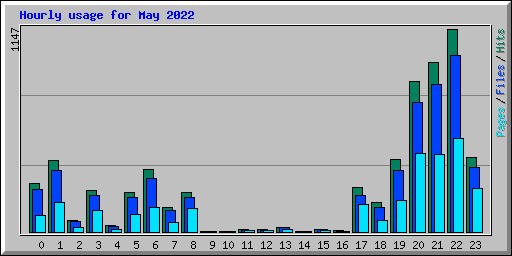 Hourly usage for May 2022
1147
Pages/Files/Hits
0 1 2 3 4 5 6 7 8 9 10 11 12 13 14 15 16 17 18 19 20 21 22 23